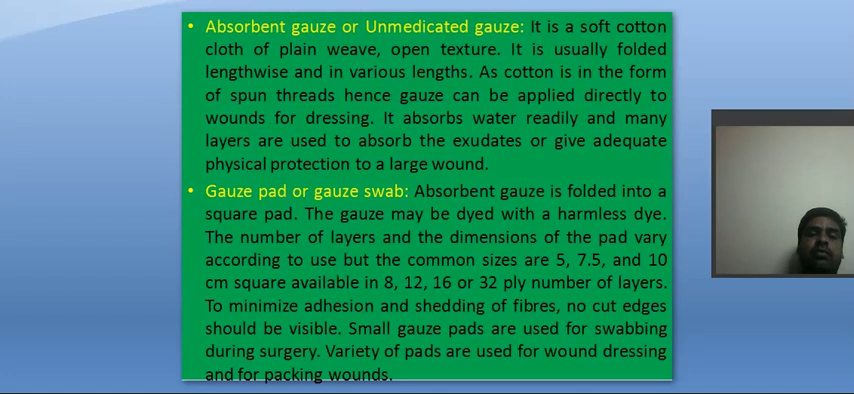 • Absorbent gauze or Unmedicated gauze: It is a soft cotton
cloth of plain weave, open texture. It is usually folded
lengthwise and in various lengths. As cotton is in the form
of spun threads hence gauze can be applied directly to
wounds for dressing. It absorbs water readily and many
layers are used to absorb the exudates or give adequate
physical protection to a large wound.
• Gauze pad or gauze swab: Absorbent gauze is folded into a
square pad. The gauze may be dyed with a harmless dye.
The number of layers and the dimensions of the pad vary
according to use but the common sizes are 5, 7.5, and 10
cm square available in 8, 12, 16 or 32 ply number of layers.
To minimize adhesion and shedding of fibres, no cut edges
should be visible. Small gauze pads are used for swabbing
during surgery. Variety of pads are used for wound dressing
and for packing wounds.